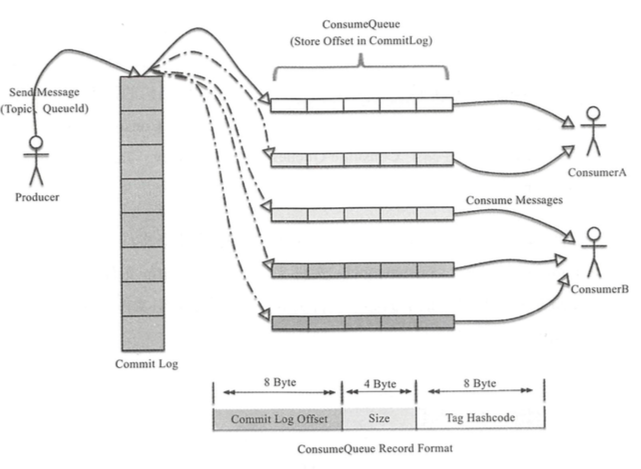 ConsumeQueue
(Store Offset in CommitLog)
Send Message
(Topic、QueueId)
Producer
ConsumerA
Consume Messages
ConsumerB
Commit Log
8 Byte
4 Byte
8 Byte
Commit Log Offset
Size
Tag Hashcode
ConsumeQueue Record Format